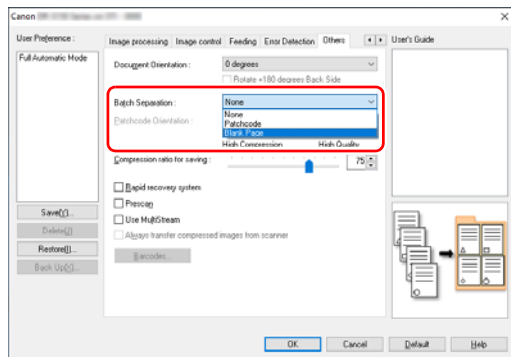 Canon
User Preference :
Full Automatic Mode
Save(Y)...
Delete(J)
Restore(I)...
Back Up(X)...
Image processing Image control Feeding Error Detection Others
Document Orientation : 0 degrees
Rotate +180 degrees Back Side
Batch Separation : None
None
Patchcode Orientation : Patchcode
Blank Page
High Compression High Quality
Compression ratio for saving : 75
Rapid recovery system
Prescan
Use MultiStream
Always transfer compressed images from scanner
Barcodes...
User's Guide
OK Cancel Default Help